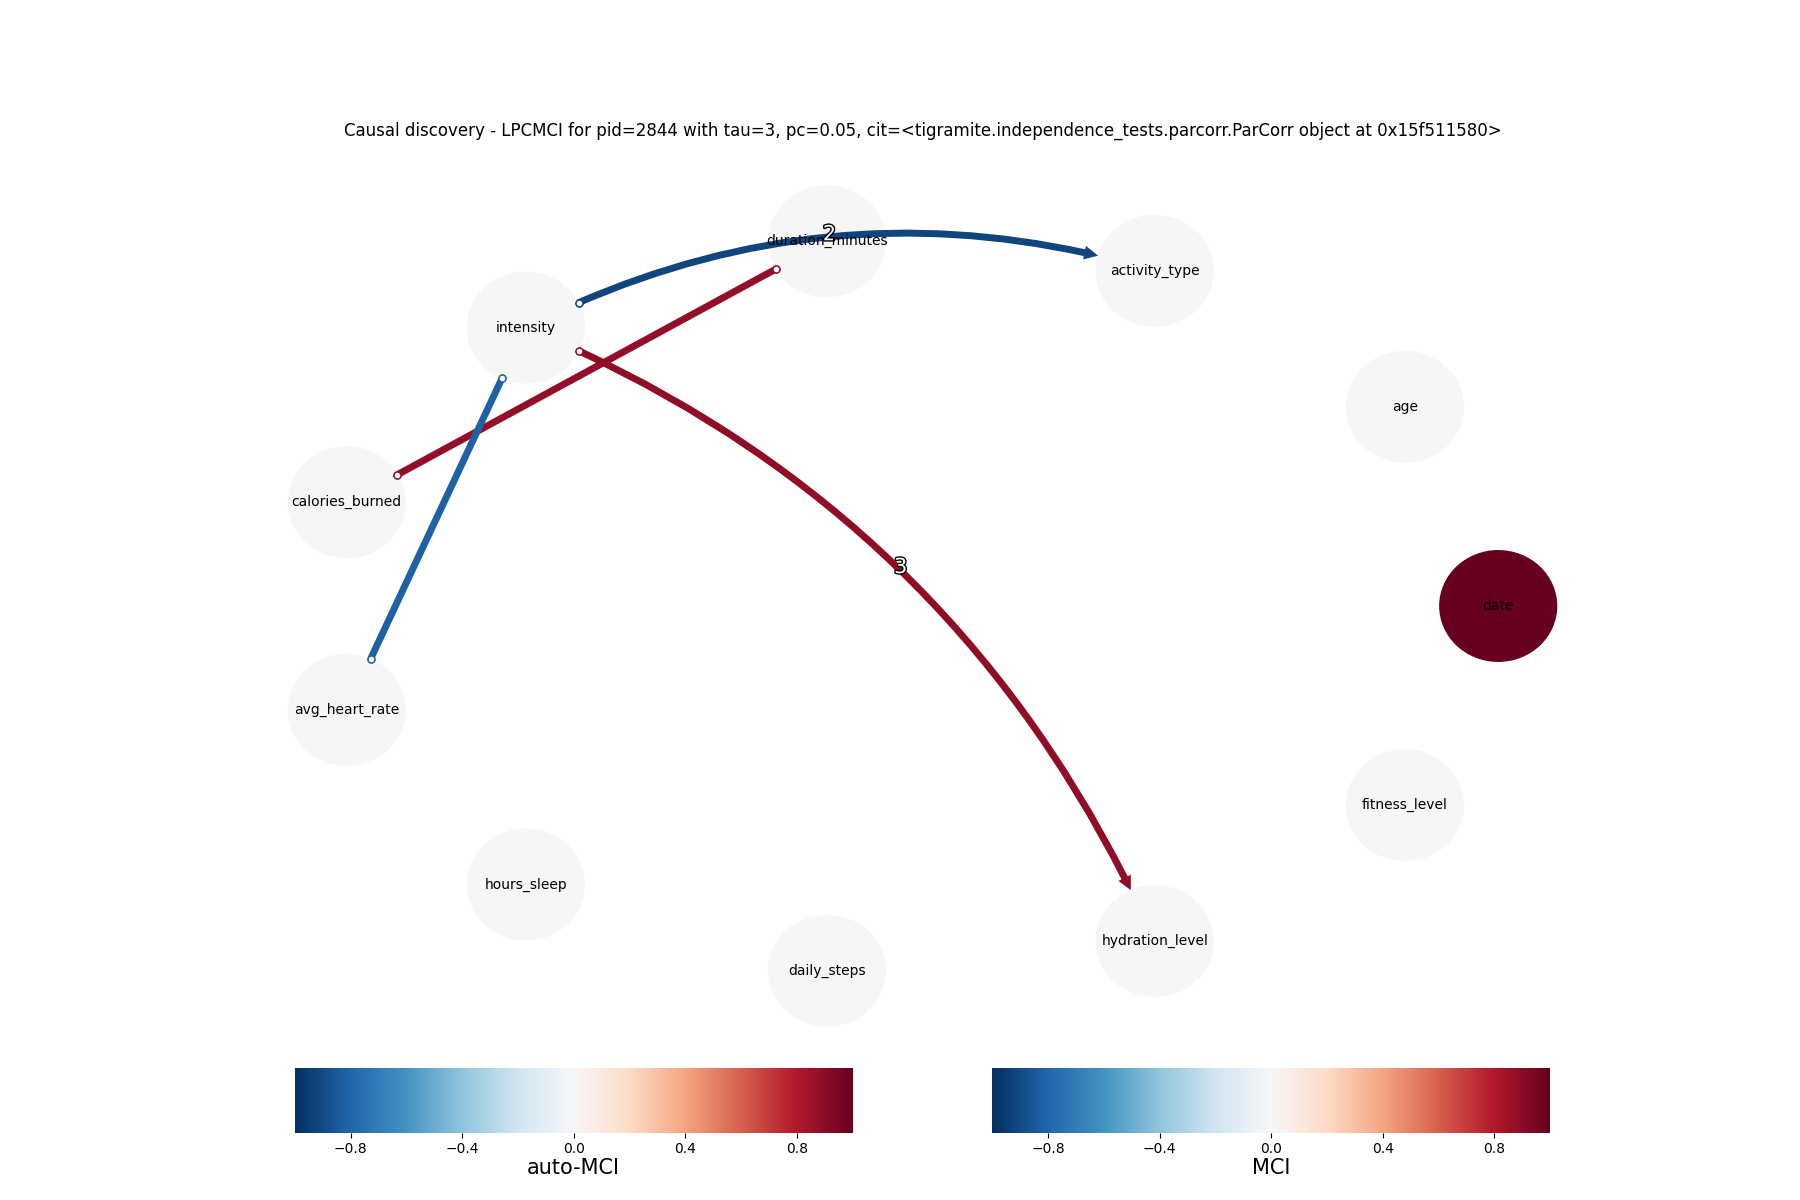 Causal discovery - LPCMCI for pid=2844 with tau=3, pc=0.05, cit=<tigramite.independence_tests.parcorr.ParCorr object at 0x15f511580>
2
duration_minutes
activity_type
intensity
age
calories_burned
3
date
avg_heart_rate
fitness_level
hours_sleep
hydration_level
daily_steps
−0.8 −0.4 0.0 0.4 0.8
auto-MCI
−0.8 −0.4 0.0 0.4 0.8
MCI